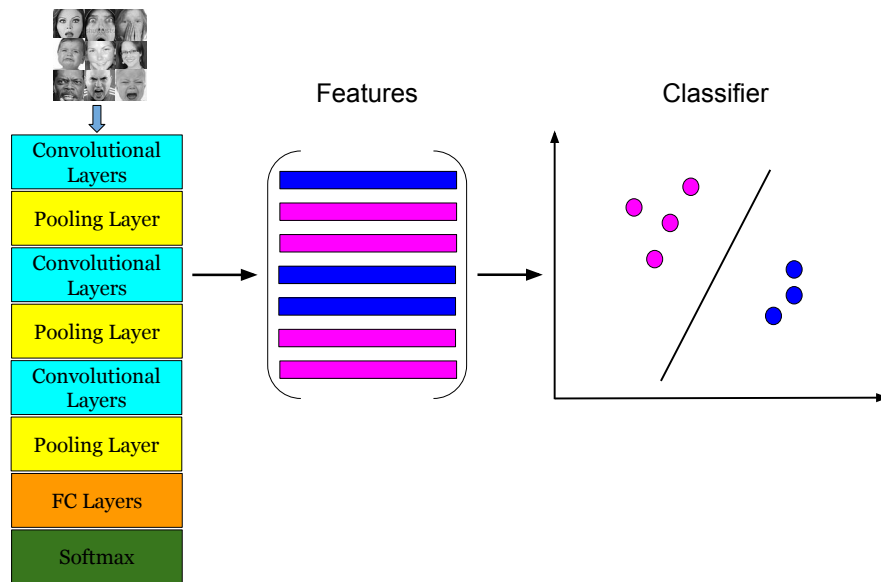 Features
Classifier
Convolutional
Layers
Pooling Layer
Convolutional
Layers
Pooling Layer
Convolutional
Layers
Pooling Layer
FC Layers
Softmax